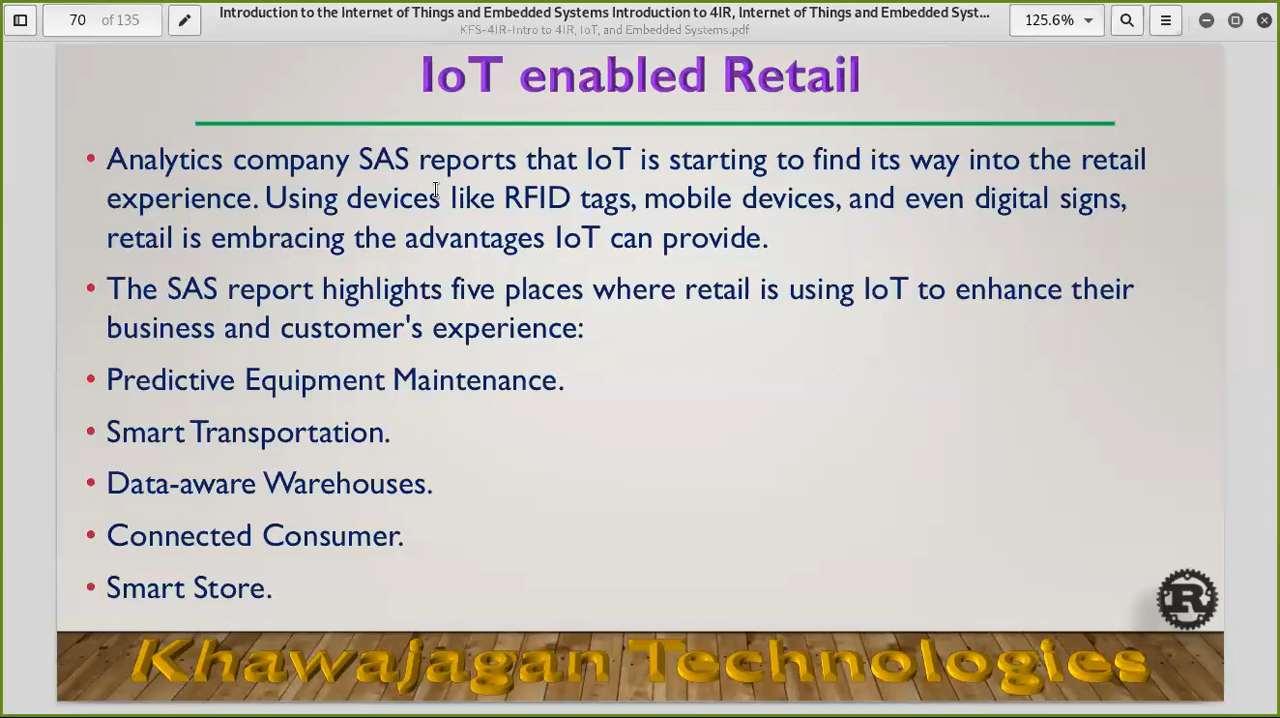 70 of 135
Introduction to the Internet of Things and Embedded Systems Introduction to 4IR, Internet of Things and Embedded Syst...
KFS-4IR-Intro to 4IR, IoT, and Embedded Systems.pdf
125.6%
IoT enabled Retail
• Analytics company SAS reports that IoT is starting to find its way into the retail
experience. Using devices like RFID tags, mobile devices, and even digital signs,
retail is embracing the advantages IoT can provide.
• The SAS report highlights five places where retail is using IoT to enhance their
business and customer's experience:
• Predictive Equipment Maintenance.
• Smart Transportation.
• Data-aware Warehouses.
• Connected Consumer.
• Smart Store.
R
Khawajagan Technologies